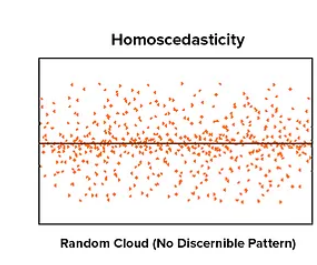 Homoscedasticity
Random Cloud (No Discernible Pattern)